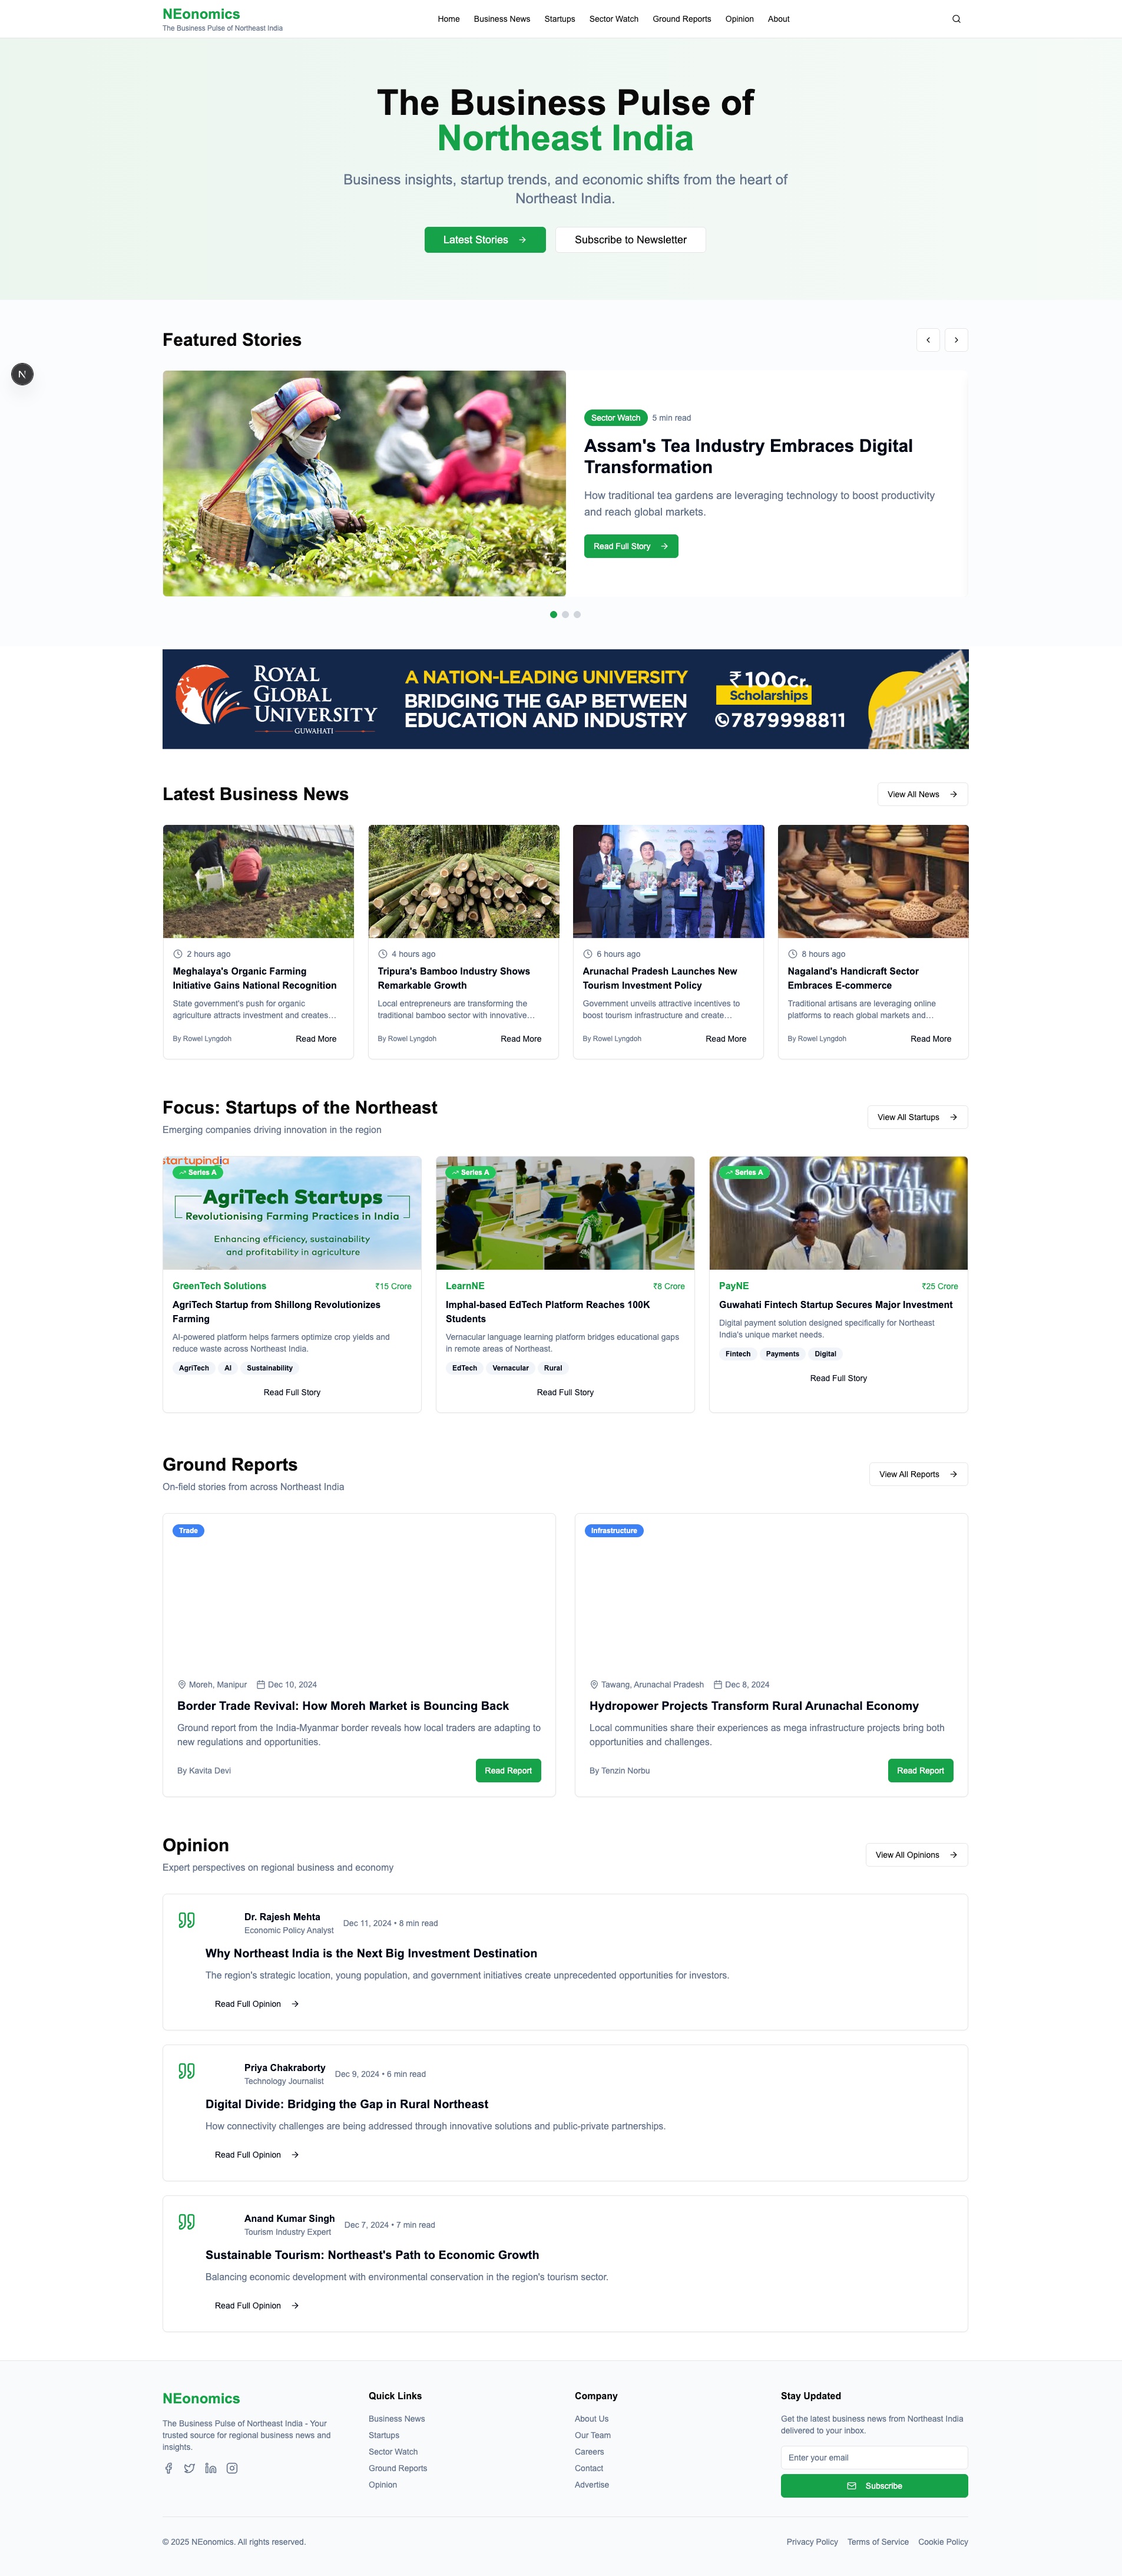 NEonomics
The Business Pulse of Northeast India
Home Business News Startups Sector Watch Ground Reports Opinion About
The Business Pulse of
Northeast India
Business insights, startup trends, and economic shifts from the heart of
Northeast India.
Latest Stories
Subscribe to Newsletter
Featured Stories
N
Sector Watch 5 min read
Assam's Tea Industry Embraces Digital
Transformation
How traditional tea gardens are leveraging technology to boost productivity
and reach global markets.
Read Full Story
ROYAL
GLOBAL
UNIVERSITY
GUWAHATI
A NATION-LEADING UNIVERSITY
BRIDGING THE GAP BETWEEN
EDUCATION AND INDUSTRY
₹100Cr.
Scholarships
7879998811
Latest Business News
View All News
2 hours ago
Meghalaya's Organic Farming
Initiative Gains National Recognition
State government's push for organic
agriculture attracts investment and creates…
By Rowel Lyngdoh
Read More
4 hours ago
Tripura's Bamboo Industry Shows
Remarkable Growth
Local entrepreneurs are transforming the
traditional bamboo sector with innovative…
By Rowel Lyngdoh
Read More
6 hours ago
Arunachal Pradesh Launches New
Tourism Investment Policy
Government unveils attractive incentives to
boost tourism infrastructure and create…
By Rowel Lyngdoh
Read More
8 hours ago
Nagaland's Handicraft Sector
Embraces E-commerce
Traditional artisans are leveraging online
platforms to reach global markets and…
By Rowel Lyngdoh
Read More
Focus: Startups of the Northeast
Emerging companies driving innovation in the region
View All Startups
startupindia
Series A
AgriTech Startups
Revolutionising Farming Practices in India
Enhancing efficiency, sustainability
and profitability in agriculture
GreenTech Solutions ₹15 Crore
AgriTech Startup from Shillong Revolutionizes
Farming
AI-powered platform helps farmers optimize crop yields and
reduce waste across Northeast India.
AgriTech AI Sustainability
Read Full Story
Series A
LearnNE ₹8 Crore
Imphal-based EdTech Platform Reaches 100K
Students
Vernacular language learning platform bridges educational gaps
in remote areas of Northeast.
EdTech Vernacular Rural
Read Full Story
Series A
CAPITAL
QUOTIENT
PayNE ₹25 Crore
Guwahati Fintech Startup Secures Major Investment
Digital payment solution designed specifically for Northeast
India's unique market needs.
Fintech Payments Digital
Read Full Story
Ground Reports
On-field stories from across Northeast India
View All Reports
Trade
Moreh, Manipur Dec 10, 2024
Border Trade Revival: How Moreh Market is Bouncing Back
Ground report from the India-Myanmar border reveals how local traders are adapting to
new regulations and opportunities.
By Kavita Devi
Read Report
Infrastructure
Tawang, Arunachal Pradesh Dec 8, 2024
Hydropower Projects Transform Rural Arunachal Economy
Local communities share their experiences as mega infrastructure projects bring both
opportunities and challenges.
By Tenzin Norbu
Read Report
Opinion
Expert perspectives on regional business and economy
View All Opinions
Dr. Rajesh Mehta
Economic Policy Analyst
Dec 11, 2024 • 8 min read
Why Northeast India is the Next Big Investment Destination
The region's strategic location, young population, and government initiatives create unprecedented opportunities for investors.
Read Full Opinion
Priya Chakraborty
Technology Journalist
Dec 9, 2024 • 6 min read
Digital Divide: Bridging the Gap in Rural Northeast
How connectivity challenges are being addressed through innovative solutions and public-private partnerships.
Read Full Opinion
Anand Kumar Singh
Tourism Industry Expert
Dec 7, 2024 • 7 min read
Sustainable Tourism: Northeast's Path to Economic Growth
Balancing economic development with environmental conservation in the region's tourism sector.
Read Full Opinion
NEonomics
The Business Pulse of Northeast India - Your
trusted source for regional business news and
insights.
Quick Links
Business News
Startups
Sector Watch
Ground Reports
Opinion
Company
About Us
Our Team
Careers
Contact
Advertise
Stay Updated
Get the latest business news from Northeast India
delivered to your inbox.
Enter your email
Subscribe
© 2025 NEonomics. All rights reserved.
Privacy Policy Terms of Service Cookie Policy